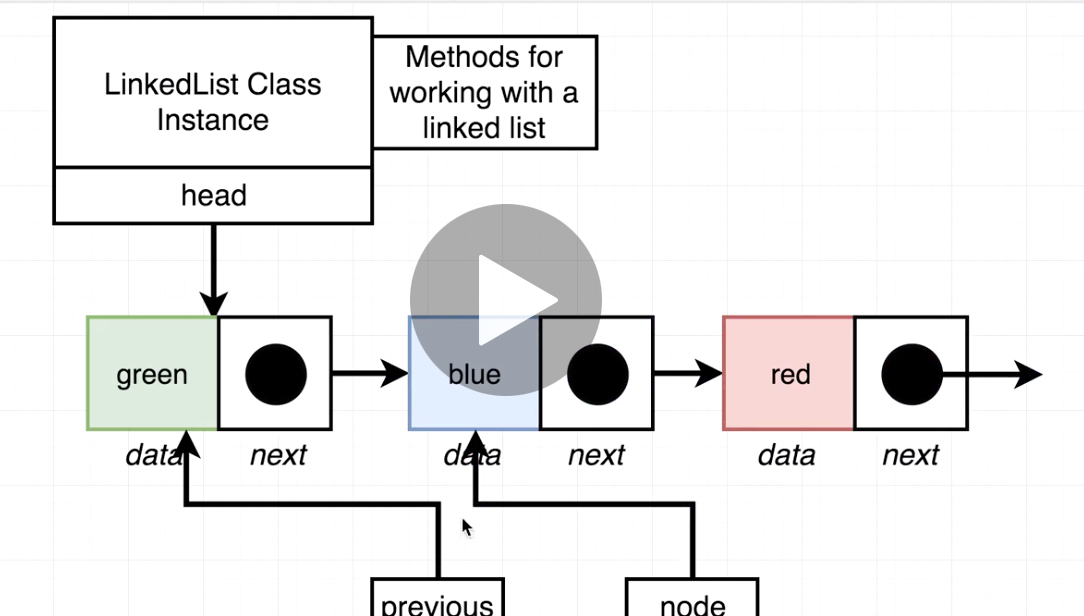 LinkedList Class
Instance
Methods for
working with a
linked list
head
green
blue
red
data
next
data
next
data
next
previous
node